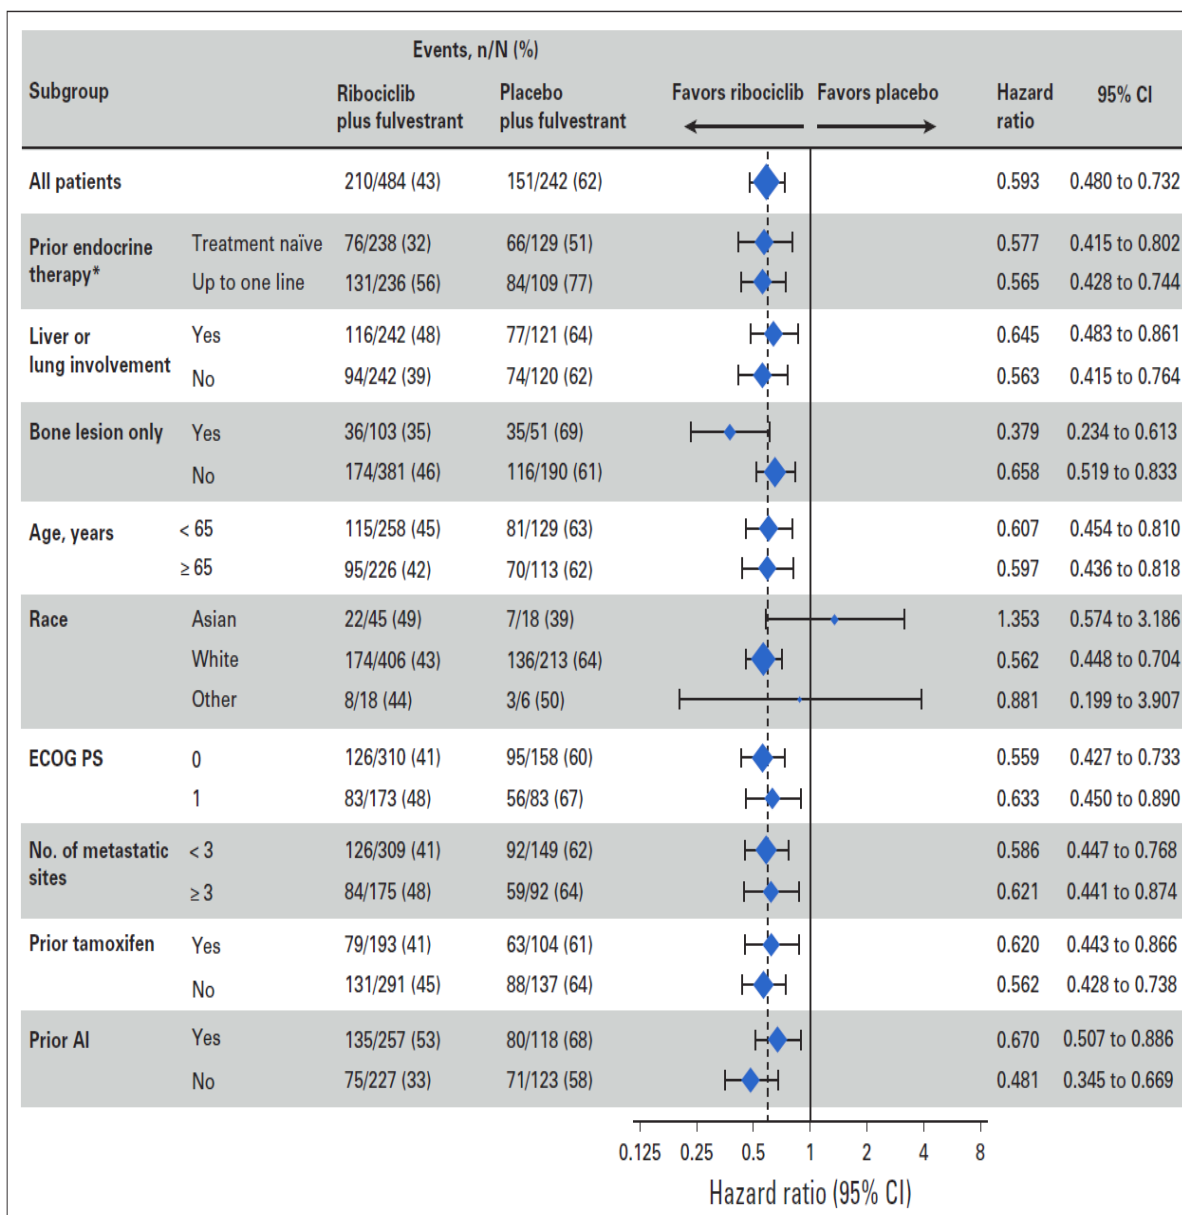 Events, n/N (%)
Subgroup Ribociclib plus fulvestrant Placebo plus fulvestrant Favors ribociclib Favors placebo Hazard ratio 95% CI
All patients 210/484 (43) 151/242 (62) 0.593 0.480 to 0.732
Prior endocrine therapy* Treatment naïve 76/238 (32) 66/129 (51) 0.577 0.415 to 0.802
Up to one line 131/236 (56) 84/109 (77) 0.565 0.428 to 0.744
Liver or lung involvement Yes 116/242 (48) 77/121 (64) 0.645 0.483 to 0.861
No 94/242 (39) 74/120 (62) 0.563 0.415 to 0.764
Bone lesion only Yes 36/103 (35) 35/51 (69) 0.379 0.234 to 0.613
No 174/381 (46) 116/190 (61) 0.658 0.519 to 0.833
Age, years < 65 115/258 (45) 81/129 (63) 0.607 0.454 to 0.810
≥ 65 95/226 (42) 70/113 (62) 0.597 0.436 to 0.818
Race Asian 22/45 (49) 7/18 (39) 1.353 0.574 to 3.186
White 174/406 (43) 136/213 (64) 0.562 0.448 to 0.704
Other 8/18 (44) 3/6 (50) 0.881 0.199 to 3.907
ECOG PS 0 126/310 (41) 95/158 (60) 0.559 0.427 to 0.733
1 83/173 (48) 56/83 (67) 0.633 0.450 to 0.890
No. of metastatic sites < 3 126/309 (41) 92/149 (62) 0.586 0.447 to 0.768
≥ 3 84/175 (48) 59/92 (64) 0.621 0.441 to 0.874
Prior tamoxifen Yes 79/193 (41) 63/104 (61) 0.620 0.443 to 0.866
No 131/291 (45) 88/137 (64) 0.562 0.428 to 0.738
Prior AI Yes 135/257 (53) 80/118 (68) 0.670 0.507 to 0.886
No 75/227 (33) 71/123 (58) 0.481 0.345 to 0.669
0.125 0.25 0.5 1 2 4 8
Hazard ratio (95% CI)